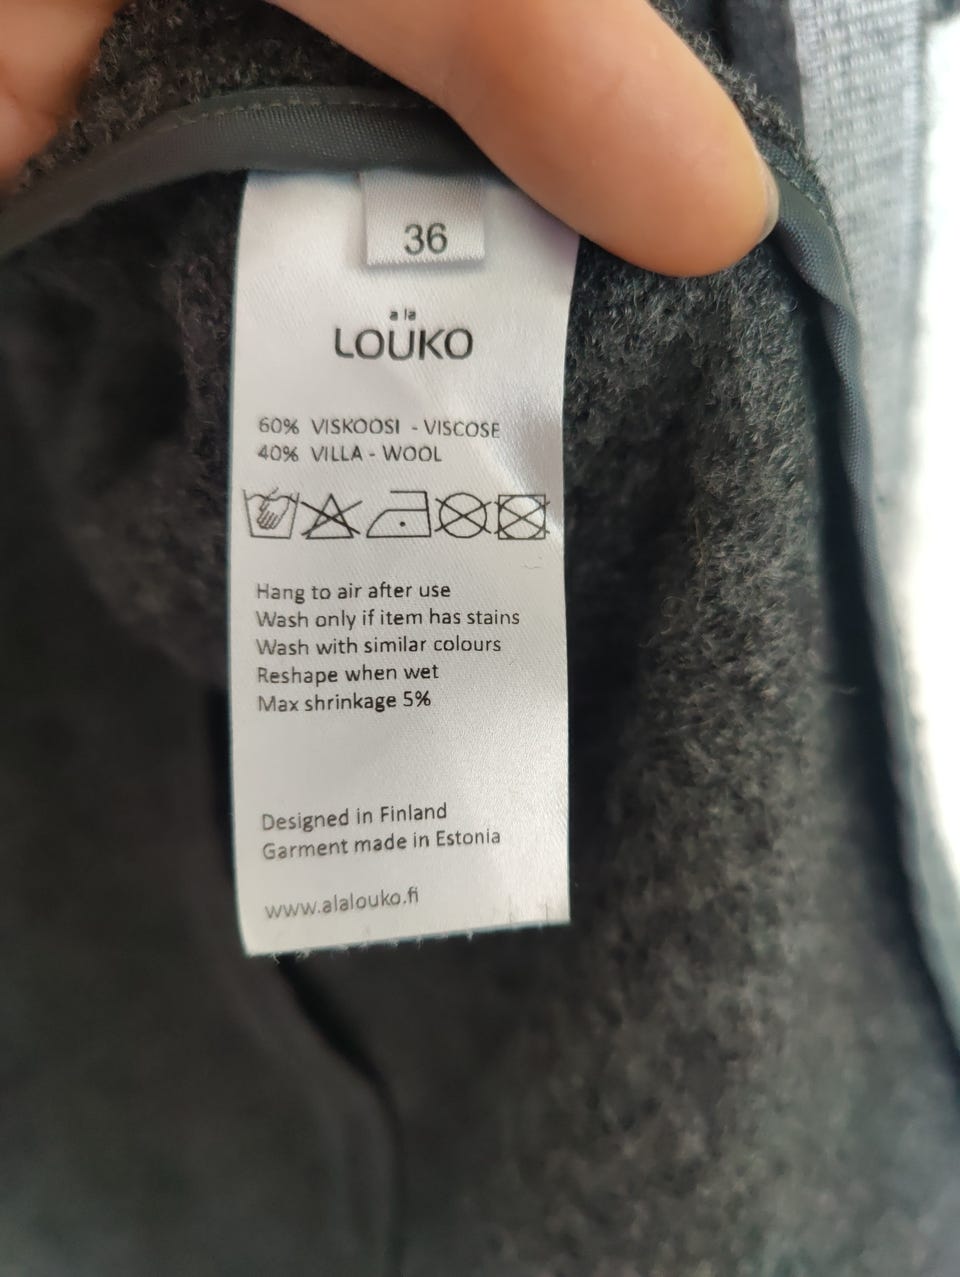 36
a la
LOUKO
60% VISKOOSI - VISCOSE
40% VILLA - WOOL
Hang to air after use
Wash only if item has stains
Wash with similar colours
Reshape when wet
Max shrinkage 5%
Designed in Finland
Garment made in Estonia
www.alalouko.fi